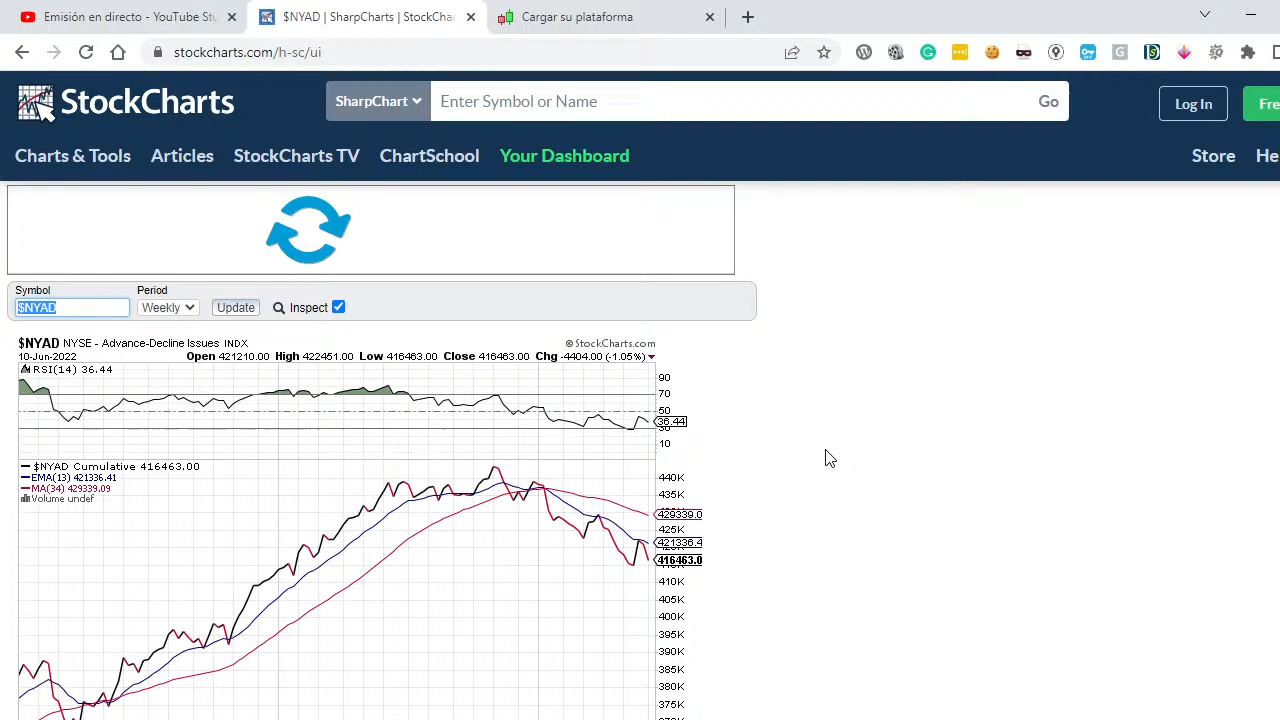 Emisión en directo - YouTube St
$NYAD | SharpCharts | StockCha
Cargar su plataforma
stockcharts.com/h-sc/ui
StockCharts
SharpChart
Enter Symbol or Name
Go
Log In
Fre
Charts & Tools
Articles
StockCharts TV
ChartSchool
Your Dashboard
Store
He
Symbol
Period
$NYAD
Weekly
Update
Inspect
$NYAD NYSE - Advance-Decline Issues INDX
© StockCharts.com
10-Jun-2022
Open 421210.00 High 422451.00 Low 416463.00 Close 416463.00 Chg -4404.00 (-1.05%)
RSI(14) 36.44
90
70
50
36.44
30
10
$NYAD Cumulative 416463.00
EMA(13) 421336.41
MA(34) 429339.09
Volume undef
440K
435K
429339.0
425K
421336.4
416463.0
410K
405K
400K
395K
390K
385K
380K
375K